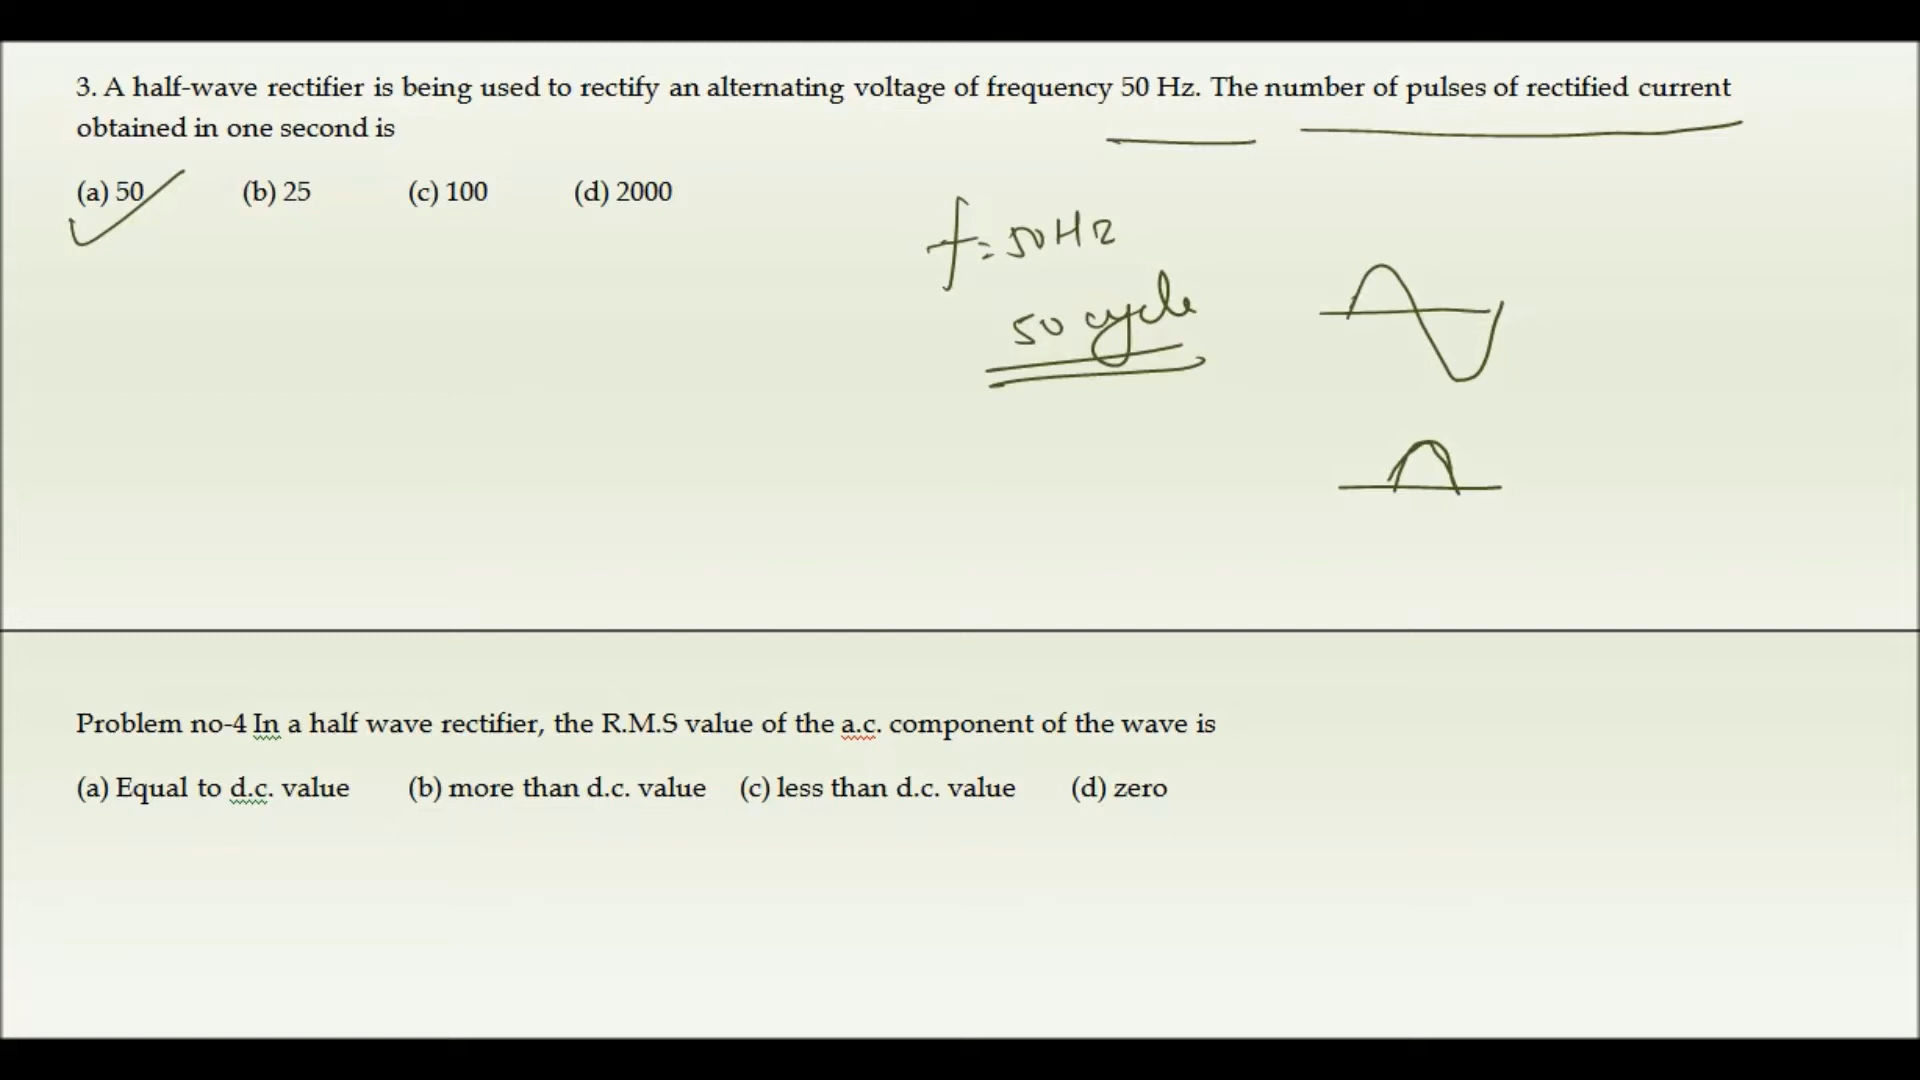 3. A half-wave rectifier is being used to rectify an alternating voltage of frequency 50 Hz. The number of pulses of rectified current
obtained in one second is
(a) 50 (b) 25 (c) 100 (d) 2000
f = 50 Hz
50 cycle
Problem no-4 In a half wave rectifier, the R.M.S value of the a.c. component of the wave is
(a) Equal to d.c. value (b) more than d.c. value (c) less than d.c. value (d) zero